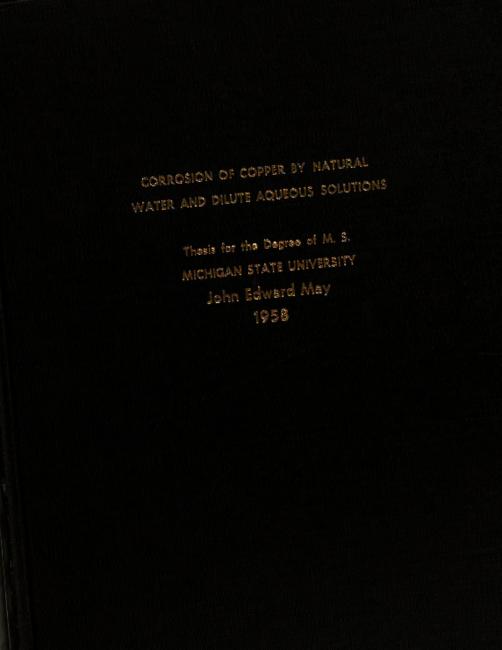 CORROSION OF COPPER BY NATURAL
WATER AND DILUTE AQUEOUS SOLUTIONS
Thesis for the Degree of M. S.
MICHIGAN STATE UNIVERSITY
John Edward May
1958